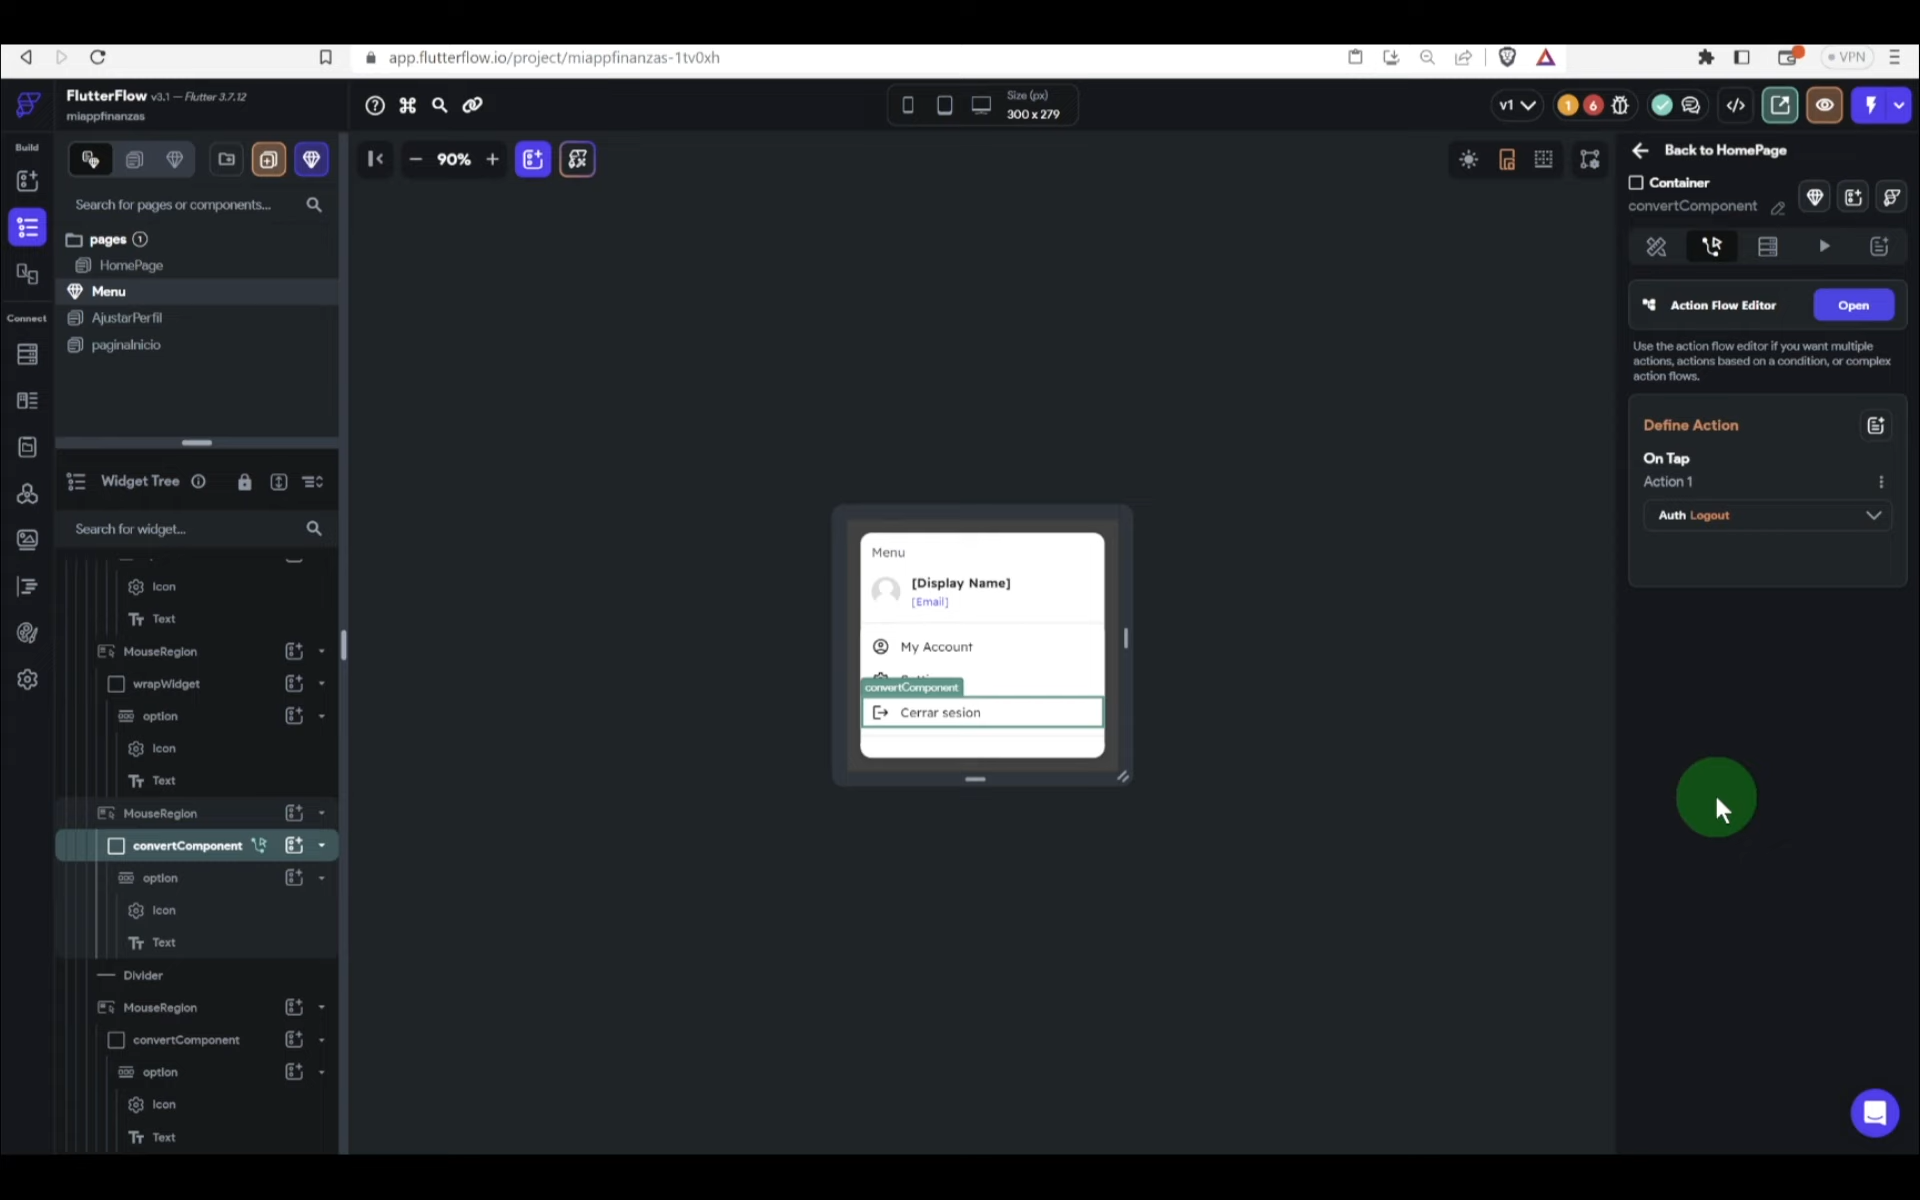 app.flutterflow.io/project/miappfinanzas-1tv0xh
VPN
FlutterFlow v3.1 — Flutter 3.7.12
miappfinanzas
Size (px)
300 x 279
v1
1
6
Build
Connect
90%
Search for pages or components...
pages 1
HomePage
Menu
AjustarPerfil
paginaInicio
Widget Tree
Search for widget...
Icon
Text
MouseRegion
wrapWidget
option
Icon
Text
MouseRegion
convertComponent
option
Icon
Text
Divider
MouseRegion
convertComponent
option
Icon
Text
Menu
[Display Name]
[Email]
My Account
convertComponent
Cerrar sesion
Back to HomePage
Container
convertComponent
Action Flow Editor
Open
Use the action flow editor if you want multiple
actions, actions based on a condition, or complex
action flows.
Define Action
On Tap
Action 1
Auth Logout